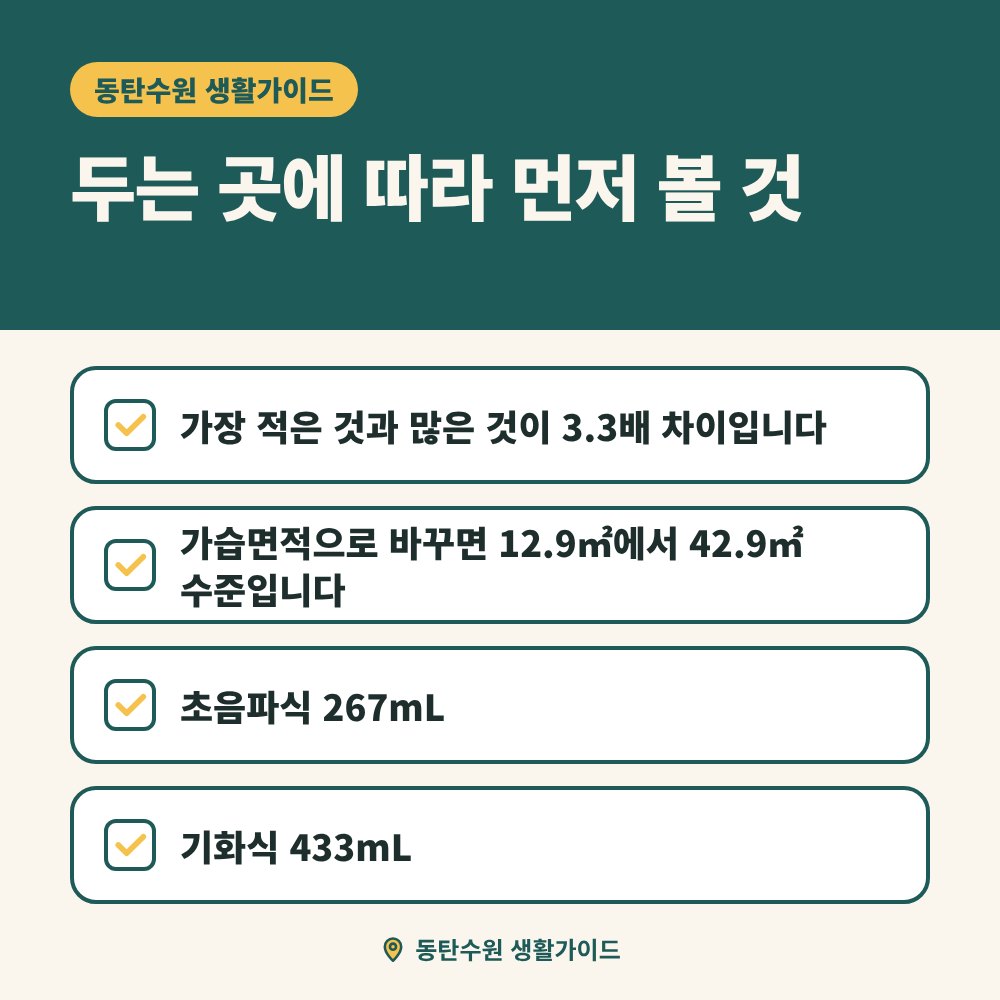 동탄수원 생활가이드
두는 곳에 따라 먼저 볼 것
가장 적은 것과 많은 것이 3.3배 차이입니다
가습면적으로 바꾸면 12.9㎡에서 42.9㎡
수준입니다
초음파식 267mL
기화식 433mL
동탄수원 생활가이드